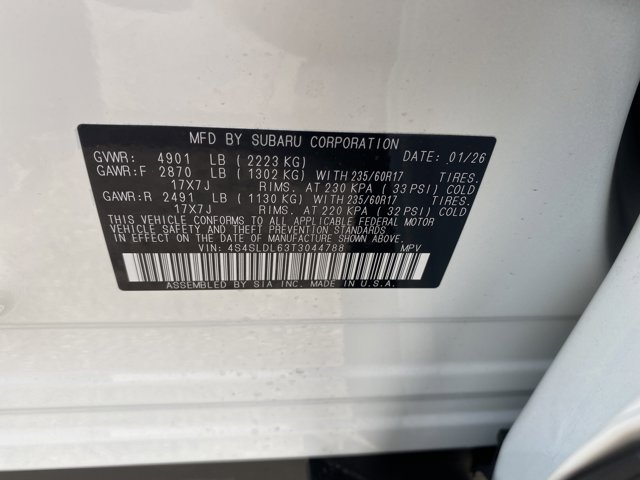 MFD BY SUBARU CORPORATION
GVWR: 4901 LB ( 2223 KG) DATE: 01/26
GAWR:F 2870 LB ( 1302 KG) WITH 235/60R17 TIRES.
17X7J RIMS. AT 230 KPA ( 33 PSI) COLD
GAWR:R 2491 LB ( 1130 KG) WITH 235/60R17 TIRES.
17X7J RIMS. AT 220 KPA ( 32 PSI) COLD
THIS VEHICLE CONFORMS TO ALL APPLICABLE FEDERAL MOTOR
VEHICLE SAFETY AND THEFT PREVENTION STANDARDS
IN EFFECT ON THE DATE OF MANUFACTURE SHOWN ABOVE.
VIN: 4S4SLDL63T3044788 MPV
ASSEMBLED BY SIA INC. MADE IN U.S.A.